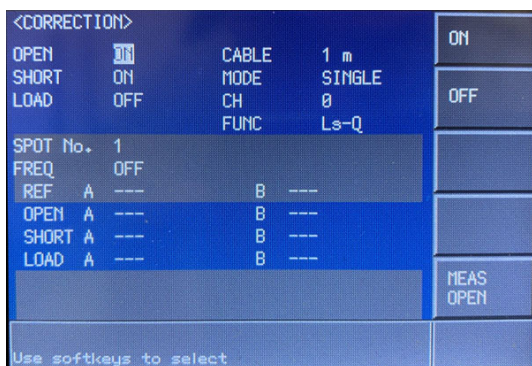 <CORRECTION>
OPEN ON CABLE 1 m
SHORT ON MODE SINGLE
LOAD OFF CH 0
FUNC Ls-Q
SPOT No. 1
FREQ OFF
REF A --- B ---
OPEN A --- B ---
SHORT A --- B ---
LOAD A --- B ---
Use softkeys to select
ON
OFF
MEAS
OPEN